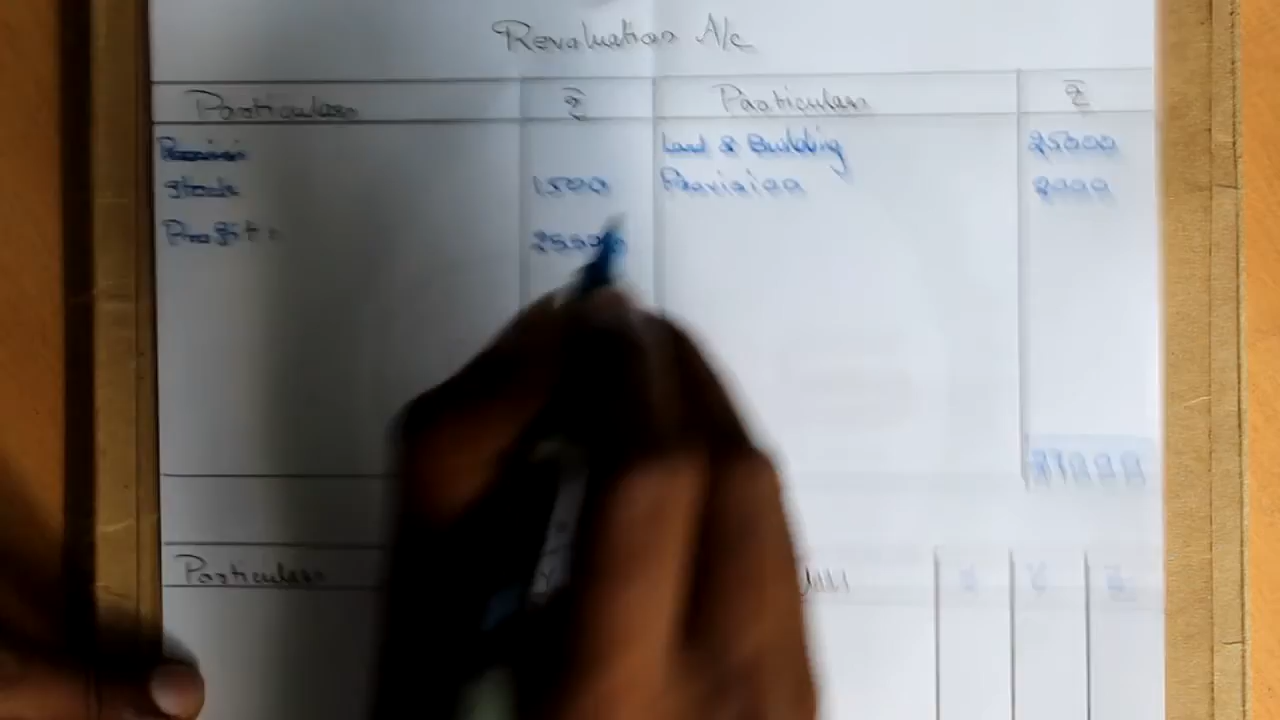 Revaluation A/c
Particulars ₹ Particulars ₹
Land & Building 25000
Stock 1500 Provision 2000
Profit: 25500
27000
Particulars